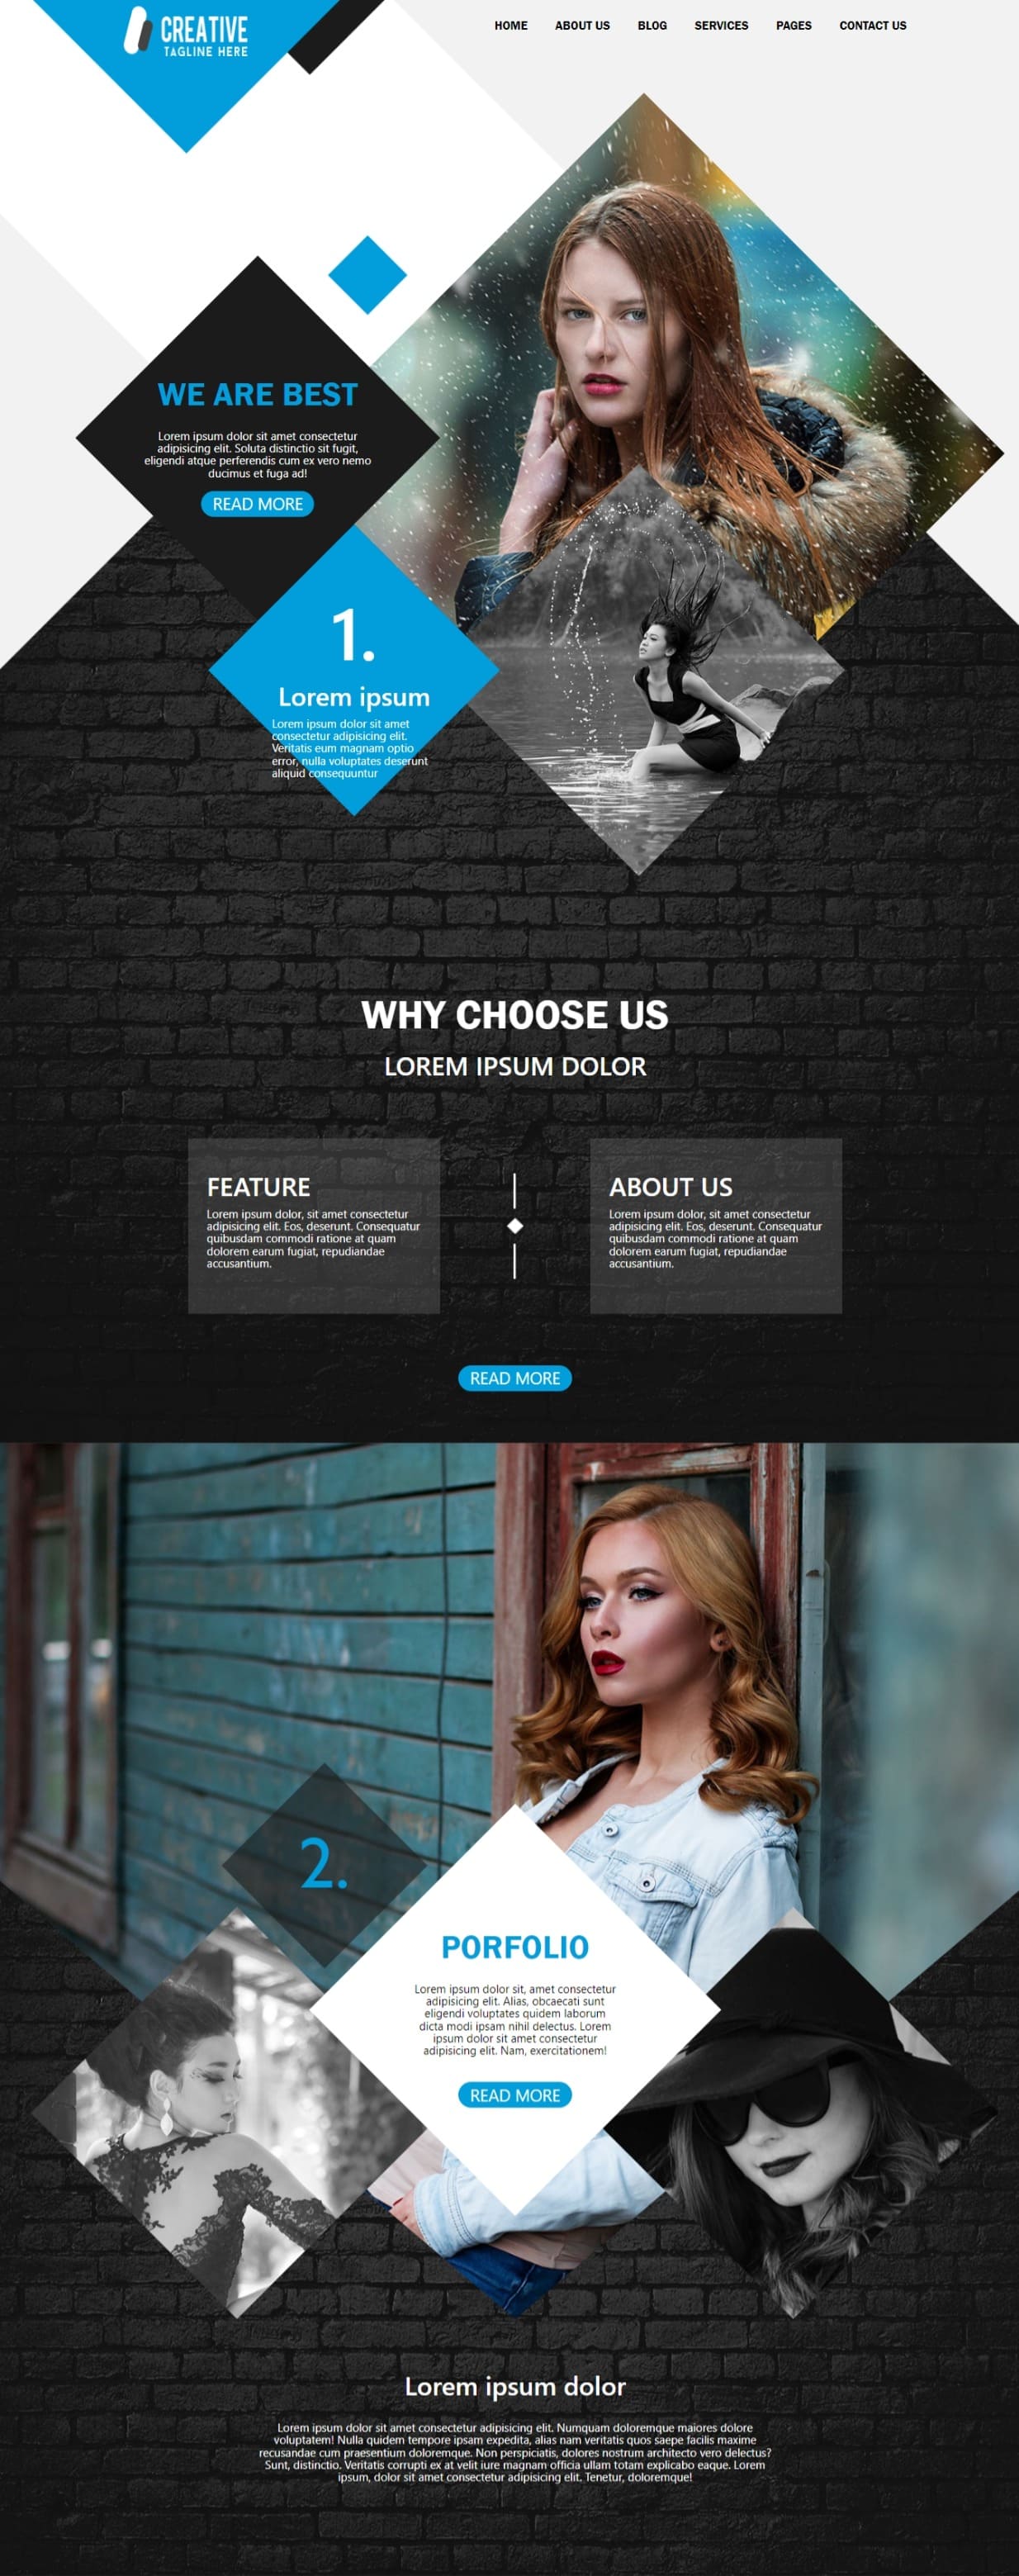 CREATIVE
TAGLINE HERE
HOME ABOUT US BLOG SERVICES PAGES CONTACT US
WE ARE BEST
Lorem ipsum dolor sit amet consectetur
adipisicing elit. Soluta distinctio sit fugit,
eligendi atque perferendis cum ex vero nemo
ducimus et fuga ad!
READ MORE
1.
Lorem ipsum
Lorem ipsum dolor sit amet
consectetur adipisicing elit.
Veritatis eum magnam optio
error, nulla voluptates deserunt
aliquid consequuntur
WHY CHOOSE US
LOREM IPSUM DOLOR
FEATURE
Lorem ipsum dolor, sit amet consectetur
adipisicing elit. Eos, deserunt. Consequatur
quibusdam commodi ratione at quam
dolorem earum fugiat, repudiandae
accusantium.
ABOUT US
Lorem ipsum dolor, sit amet consectetur
adipisicing elit. Eos, deserunt. Consequatur
quibusdam commodi ratione at quam
dolorem earum fugiat, repudiandae
accusantium.
READ MORE
2.
PORFOLIO
Lorem ipsum dolor sit, amet consectetur
adipisicing elit. Alias, obcaecati sunt
eligendi voluptates quidem laborum
dicta modi ipsam nihil delectus. Lorem
ipsum dolor sit amet consectetur
adipisicing elit. Nam, exercitationem!
READ MORE
Lorem ipsum dolor
Lorem ipsum dolor sit amet consectetur adipisicing elit. Numquam doloremque maiores dolore
voluptatem! Nulla quidem tempore ipsam expedita, alias nam veritatis quos saepe facilis maxime
recusandae cum praesentium doloremque. Non perspiciatis, dolores nostrum architecto vero delectus?
Sunt, distinctio. Veritatis corrupti ex at velit iure magnam officia ullam totam explicabo eaque. Lorem
ipsum, dolor sit amet consectetur adipisicing elit. Tenetur, doloremque!